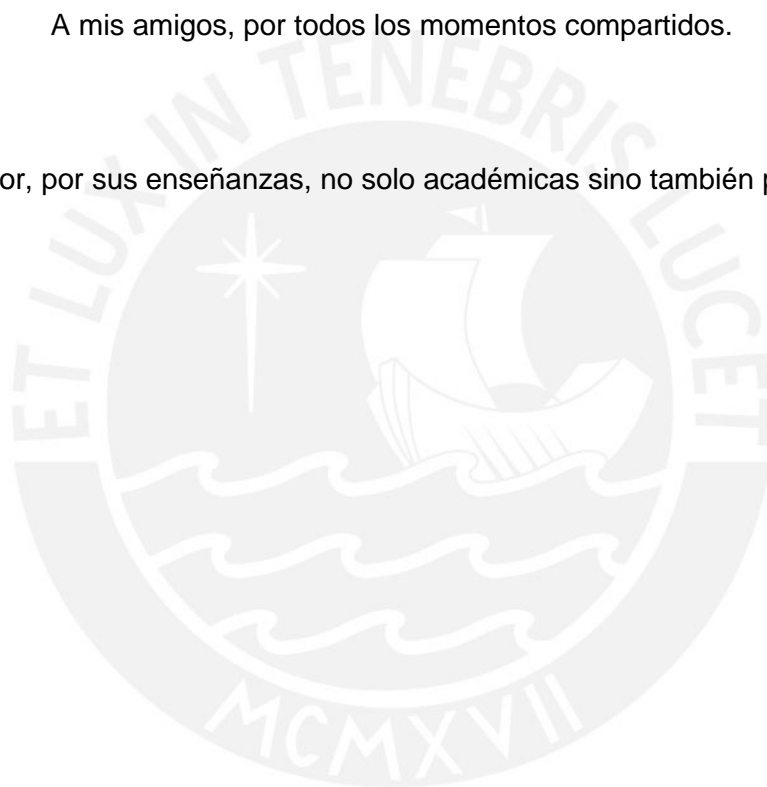 A mis amigos, por todos los momentos compartidos.
or, por sus enseñanzas, no solo académicas sino también p
ET LUX IN TENEBRIS LUCET
MCMXVII